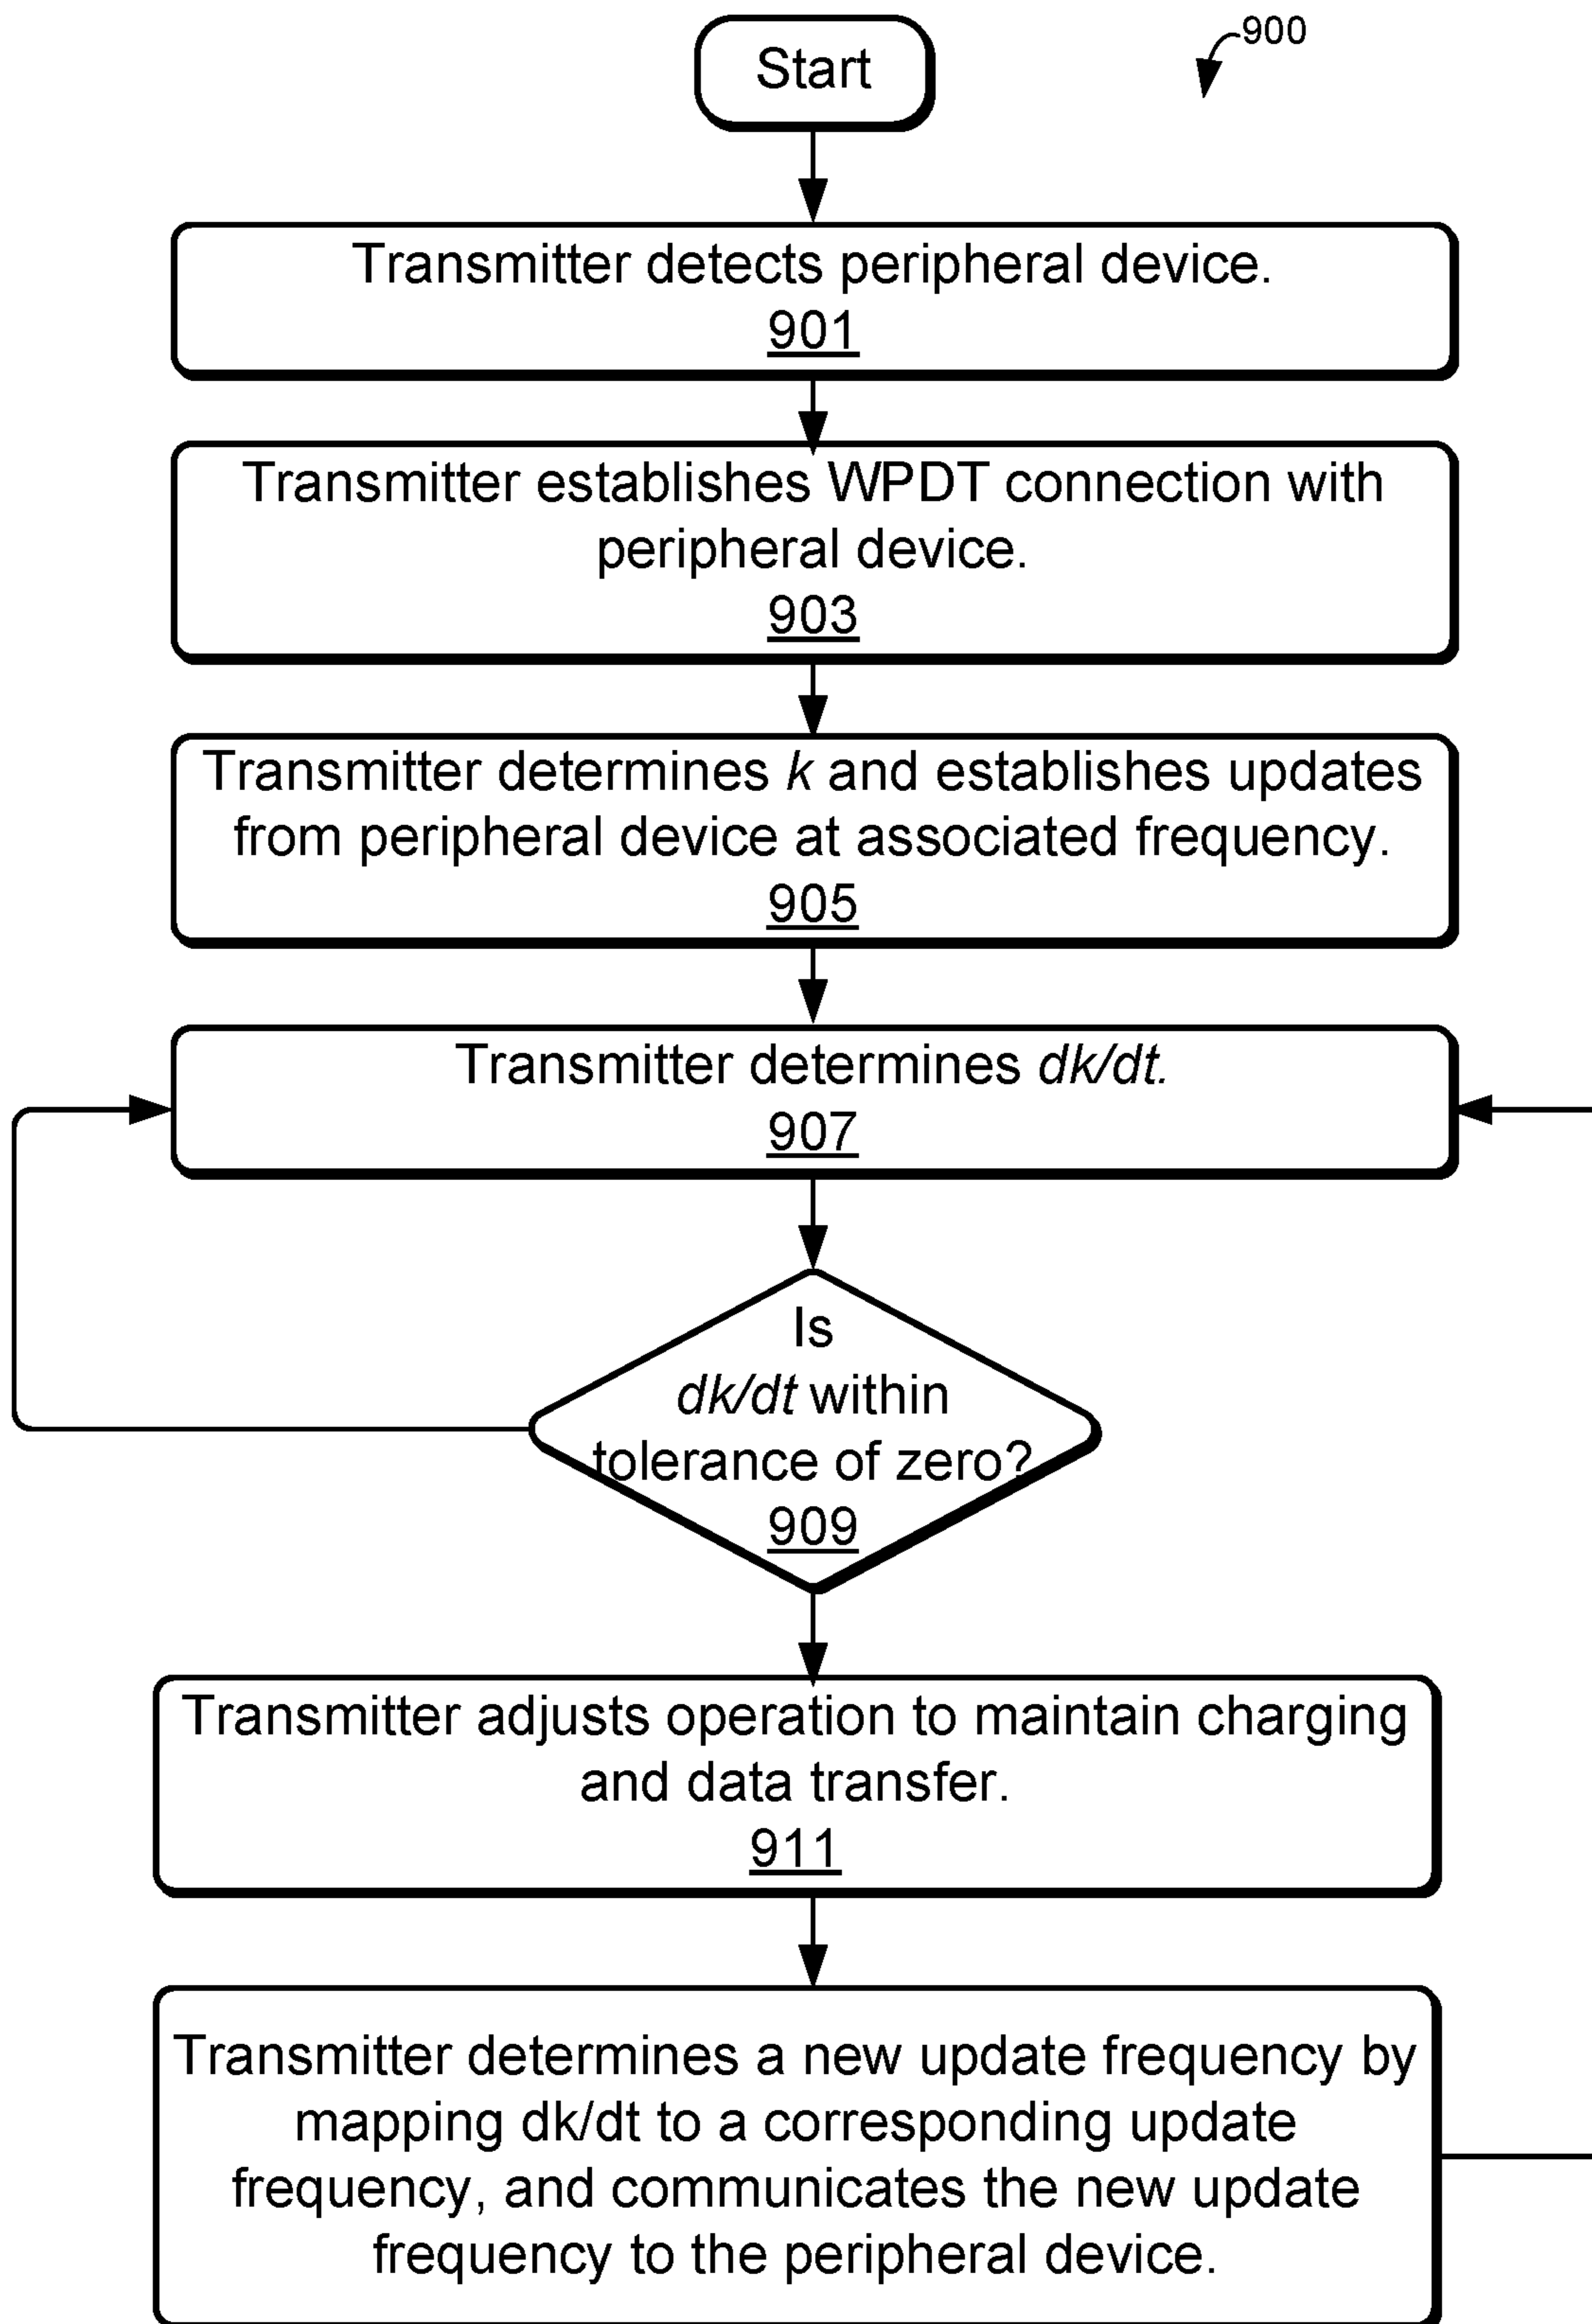 Start
900
Transmitter detects peripheral device.
901
Transmitter establishes WPDT connection with
peripheral device.
903
Transmitter determines k and establishes updates
from peripheral device at associated frequency.
905
Transmitter determines dk/dt.
907
Is
dk/dt within
tolerance of zero?
909
Transmitter adjusts operation to maintain charging
and data transfer.
911
Transmitter determines a new update frequency by
mapping dk/dt to a corresponding update
frequency, and communicates the new update
frequency to the peripheral device.